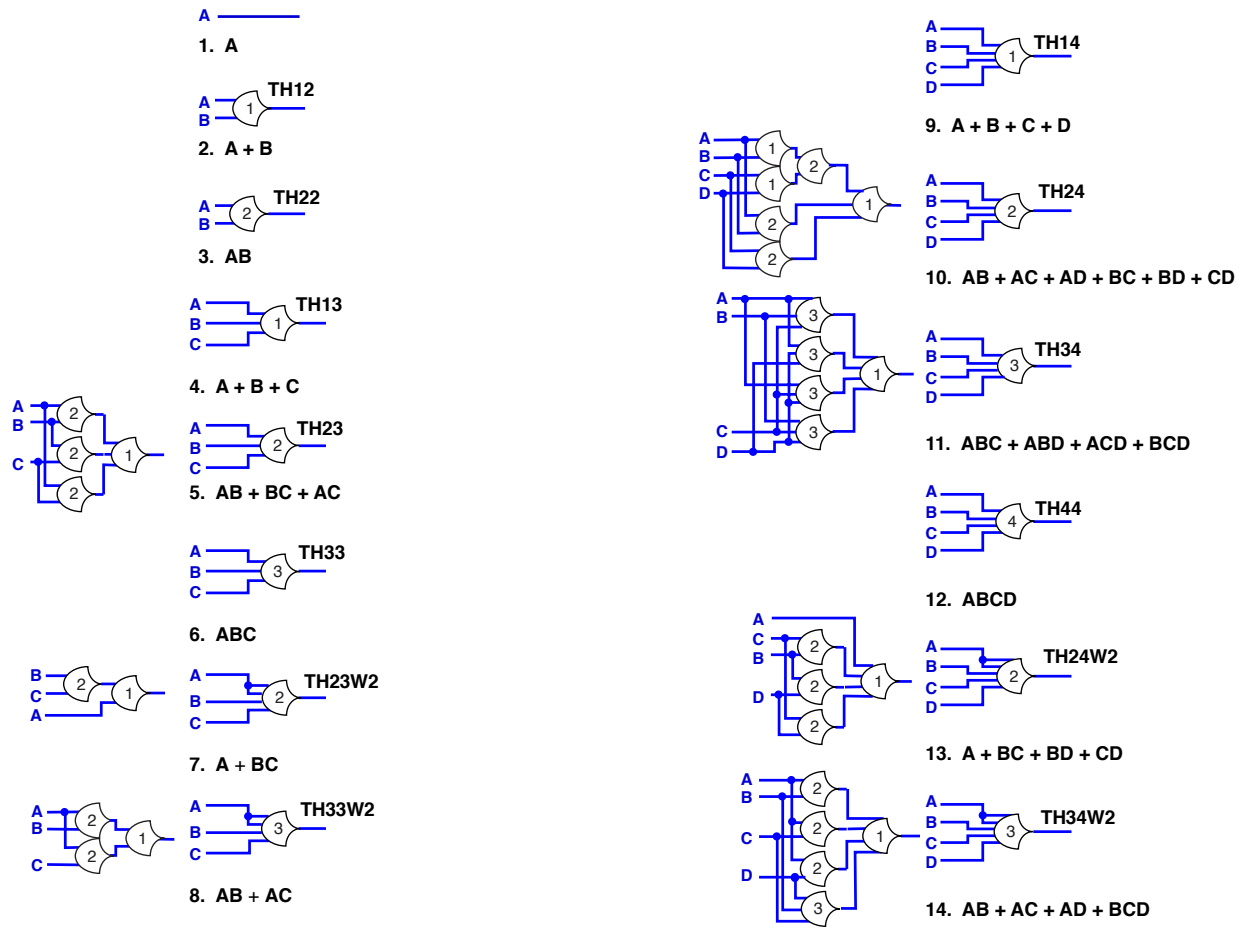 A
1. A
TH12
A
1
B
2. A + B
TH22
A
2
B
3. AB
TH13
A
B
1
C
4. A + B + C
A
2
B
2
1
C
2
TH23
A
B
2
C
5. AB + BC + AC
TH33
A
B
3
C
6. ABC
B
2
C
1
A
TH23W2
A
2
B
C
7. A + BC
A
2
B
1
2
C
TH33W2
A
3
B
C
8. AB + AC
A
TH14
B
1
C
D
9. A + B + C + D
A
1
B
2
C
1
D
1
2
2
A
TH24
B
2
C
D
10. AB + AC + AD + BC + BD + CD
A
3
B
3
1
3
C
3
D
A
TH34
B
3
C
D
11. ABC + ABD + ACD + BCD
A
TH44
B
4
C
D
12. ABCD
A
C
2
B
1
2
D
2
A
TH24W2
B
2
C
D
13. A + BC + BD + CD
A
2
B
2
1
C
2
D
3
A
TH34W2
B
3
C
D
14. AB + AC + AD + BCD